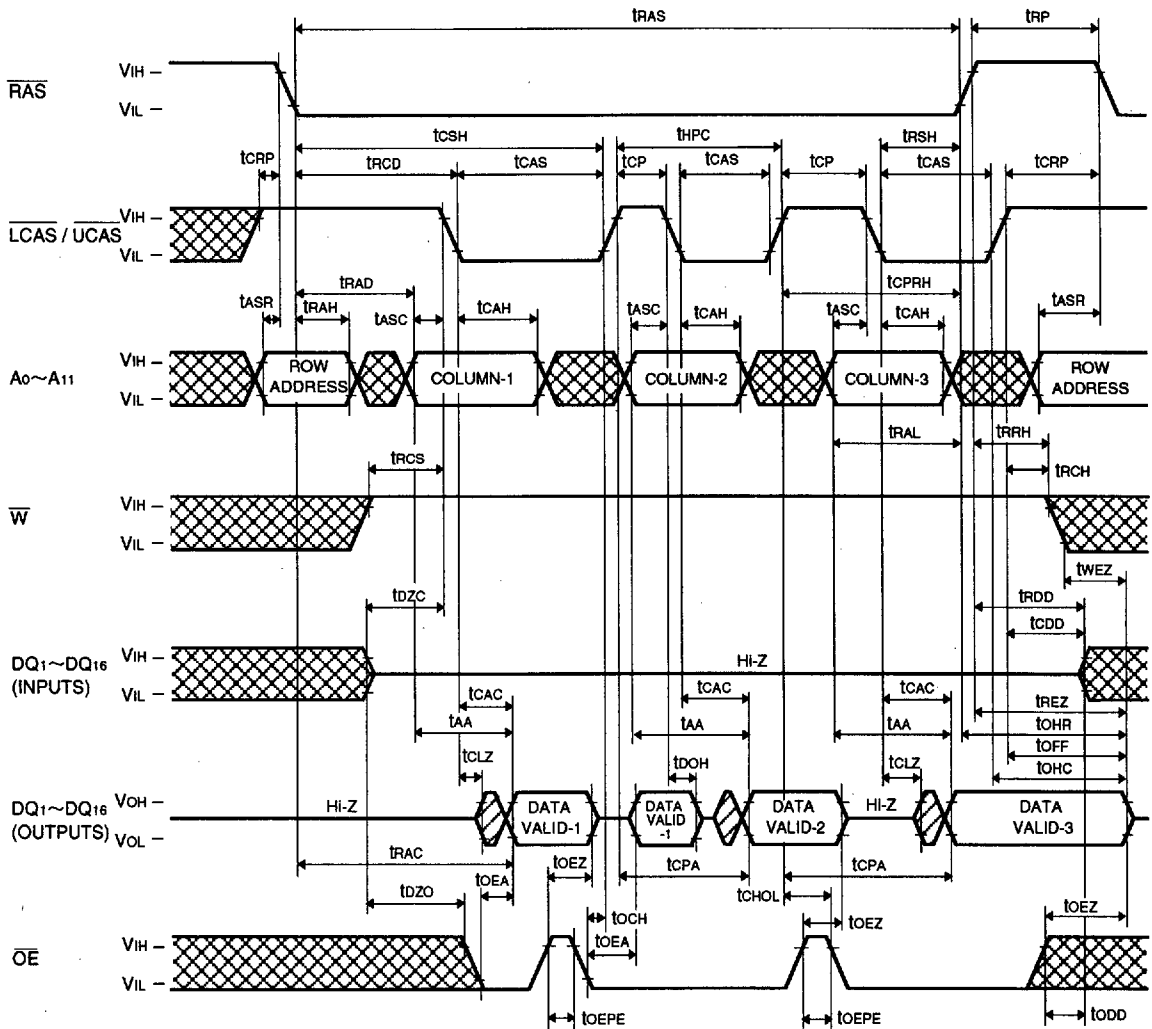 tRAS tRP
RAS
VIH –
VIL –
tCSH tHPC tRSH
tCRP tRCD tCAS tCP tCAS tCP tCAS tCRP
LCAS / UCAS
VIH –
VIL –
tRAD tCPRH
tASR tRAH tASC tCAH tASC tCAH tASC tCAH tASR
A0~A11
VIH –
VIL –
ROW ADDRESS COLUMN-1 COLUMN-2 COLUMN-3 ROW ADDRESS
tRAL tRRH
tRCS tRCH
W
VIH –
VIL –
tWEZ
tDZC tRDD
tCDD
DQ1~DQ16
(INPUTS)
VIH –
VIL –
Hi-Z
tCAC tCAC tCAC tREZ
tAA tAA tAA tOHR
tCLZ tDOH tCLZ tOFF
tOHC
DQ1~DQ16
(OUTPUTS)
VOH –
VOL –
Hi-Z DATA VALID-1 DATA VALID -1 DATA VALID-2 Hi-Z DATA VALID-3
tRAC tOEZ tCPA tCPA
tDZO tOEA tCHOL
tOCH tOEZ tOEZ
tOEA
OE
VIH –
VIL –
tOEPE tOEPE tODD